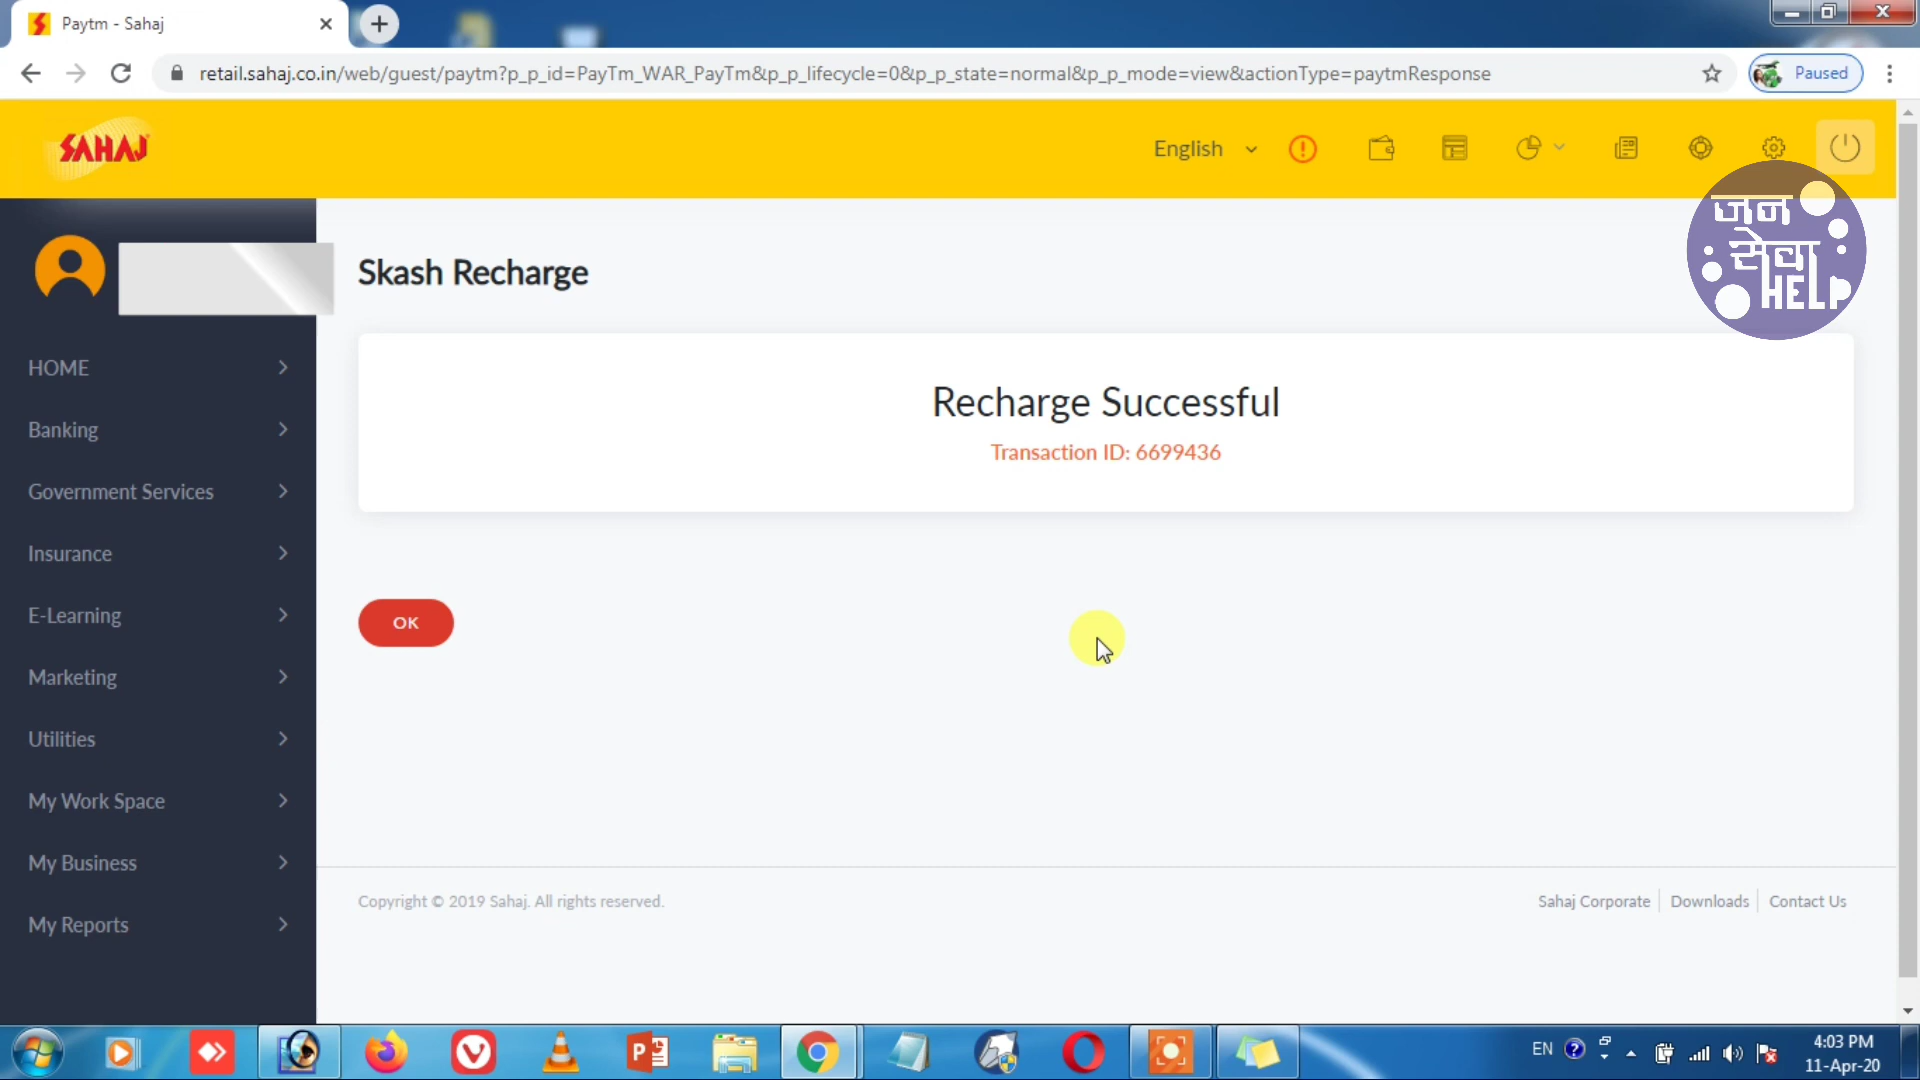 Paytm - Sahaj
retail.sahaj.co.in/web/guest/paytm?p_p_id=PayTm_WAR_PayTm&p_p_lifecycle=0&p_p_state=normal&p_p_mode=view&actionType=paytmResponse
Paused
SAHAJ
English
जन
सेवा
HELP
Skash Recharge
HOME
Banking
Government Services
Insurance
E-Learning
Marketing
Utilities
My Work Space
My Business
My Reports
Recharge Successful
Transaction ID: 6699436
OK
Copyright © 2019 Sahaj. All rights reserved.
Sahaj Corporate
Downloads
Contact Us
EN
4:03 PM
11-Apr-20